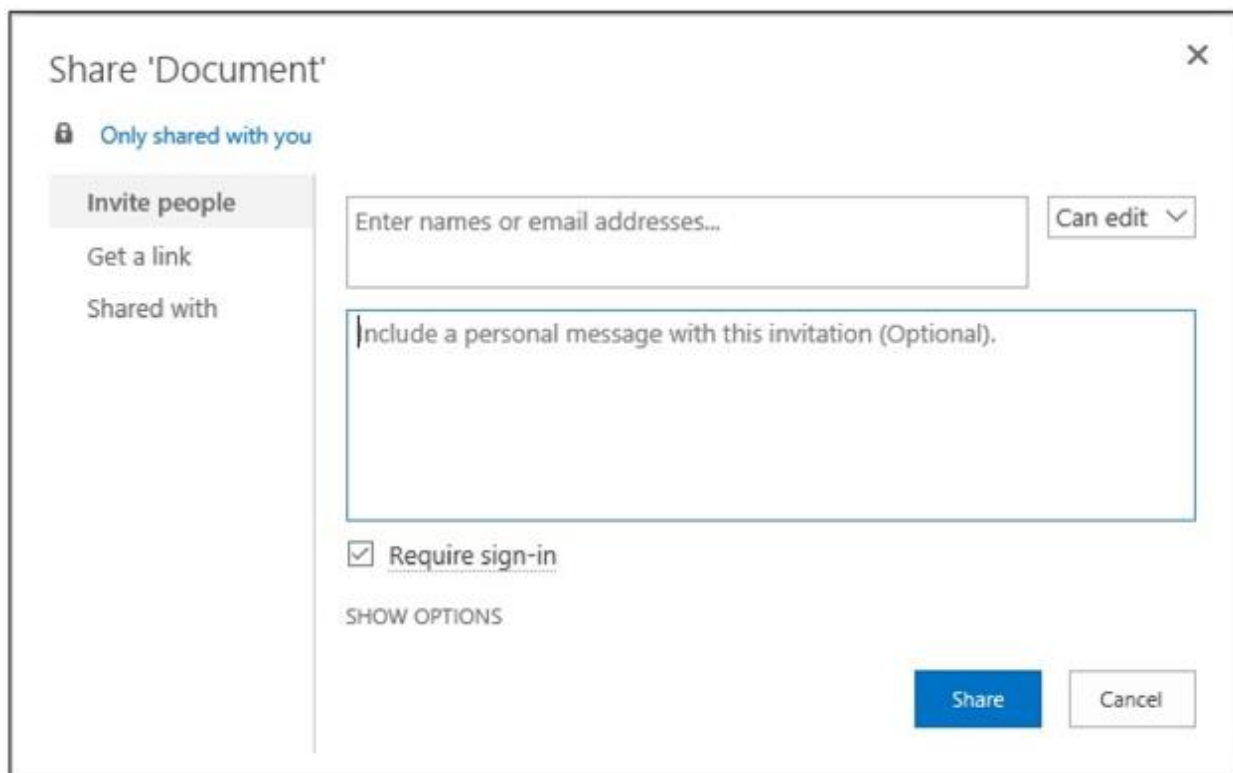 Share 'Document'
Only shared with you
Invite people
Get a link
Shared with
Enter names or email addresses...
Can edit
Include a personal message with this invitation (Optional).
Require sign-in
SHOW OPTIONS
Share
Cancel